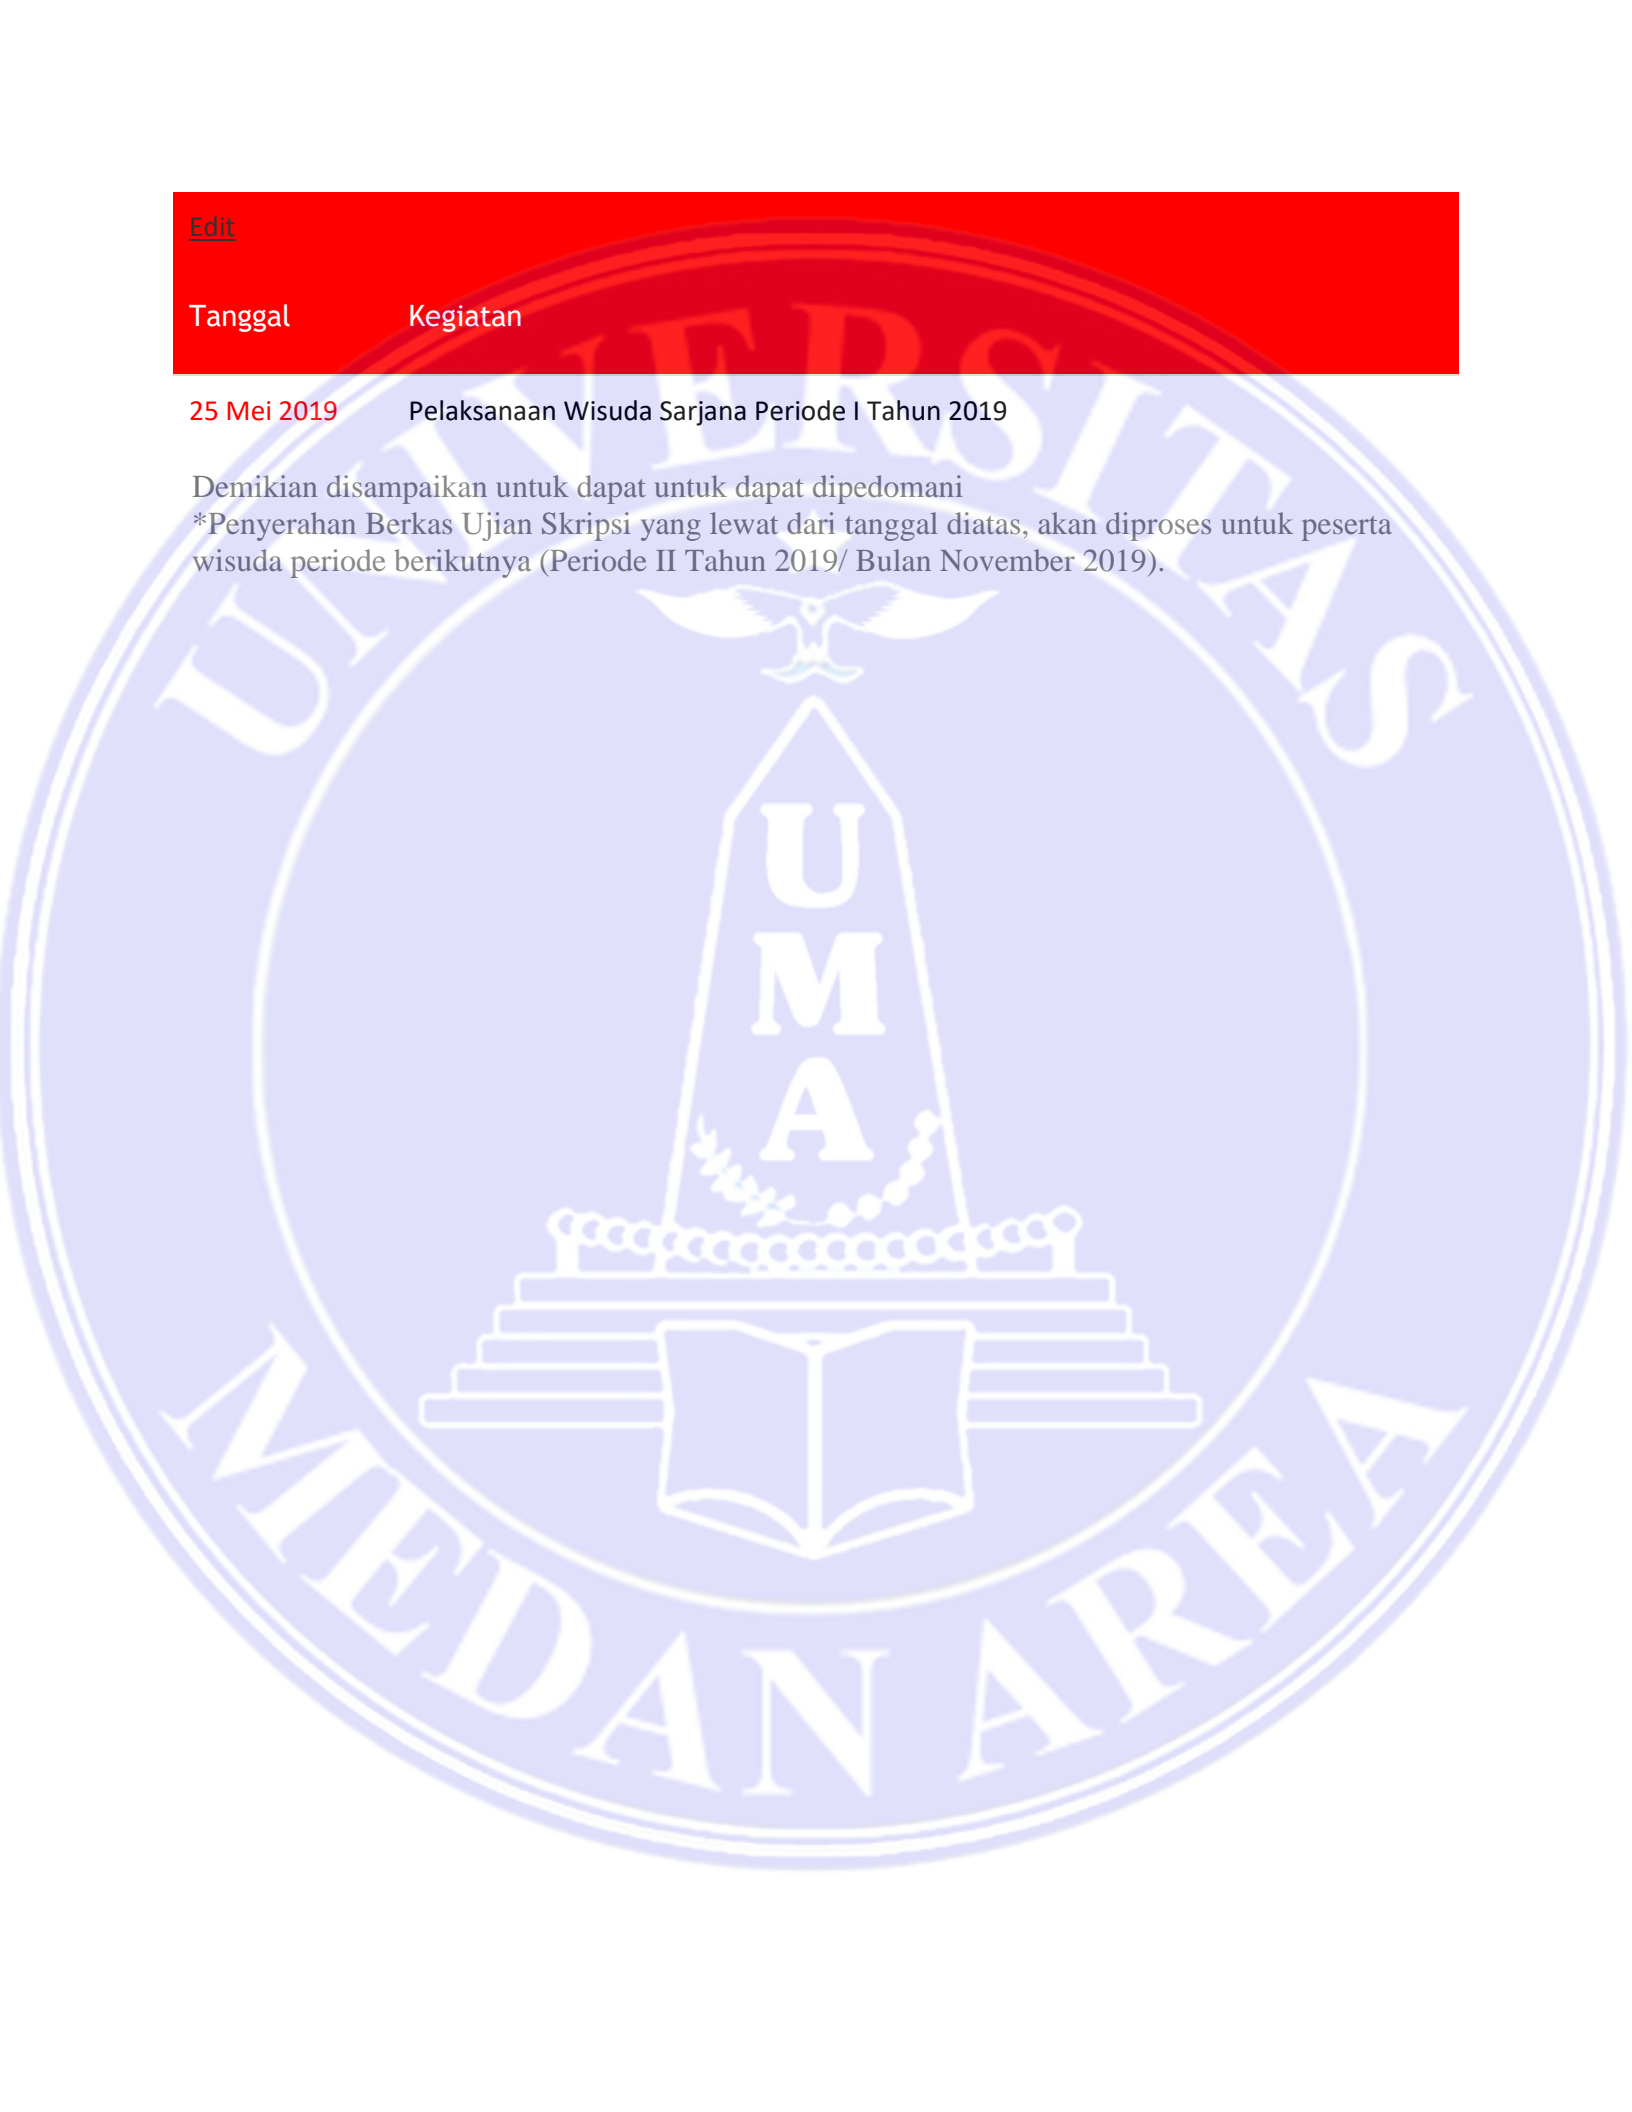 Edit
Tanggal Kegiatan
25 Mei 2019 Pelaksanaan Wisuda Sarjana Periode I Tahun 2019
Demikian disampaikan untuk dapat untuk dapat dipedomani
*Penyerahan Berkas Ujian Skripsi yang lewat dari tanggal diatas, akan diproses untuk peserta
wisuda periode berikutnya (Periode II Tahun 2019/ Bulan November 2019).
UNIVERSITAS
U
M
A
MEDAN AREA